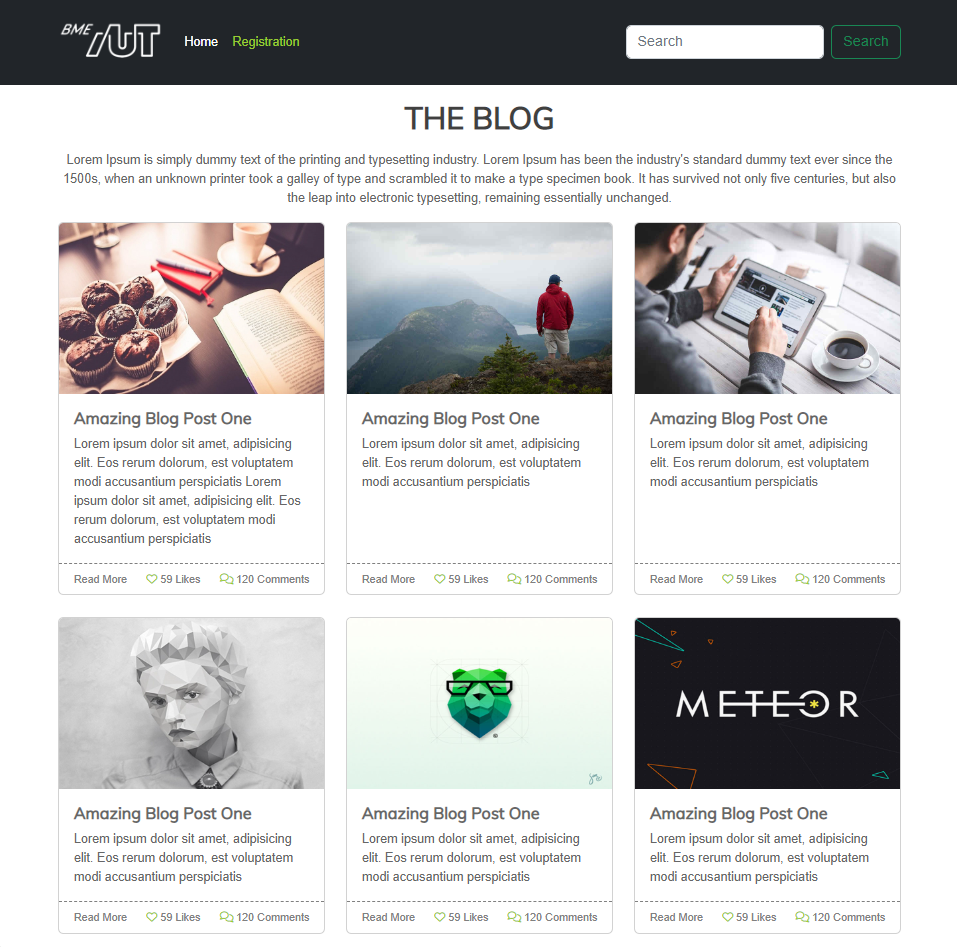 BME AUT Home Registration Search Search
THE BLOG
Lorem Ipsum is simply dummy text of the printing and typesetting industry. Lorem Ipsum has been the industry's standard dummy text ever since the
1500s, when an unknown printer took a galley of type and scrambled it to make a type specimen book. It has survived not only five centuries, but also
the leap into electronic typesetting, remaining essentially unchanged.
Amazing Blog Post One
Lorem ipsum dolor sit amet, adipisicing
elit. Eos rerum dolorum, est voluptatem
modi accusantium perspiciatis Lorem
ipsum dolor sit amet, adipisicing elit. Eos
rerum dolorum, est voluptatem modi
accusantium perspiciatis
Read More 59 Likes 120 Comments
Amazing Blog Post One
Lorem ipsum dolor sit amet, adipisicing
elit. Eos rerum dolorum, est voluptatem
modi accusantium perspiciatis
Read More 59 Likes 120 Comments
Amazing Blog Post One
Lorem ipsum dolor sit amet, adipisicing
elit. Eos rerum dolorum, est voluptatem
modi accusantium perspiciatis
Read More 59 Likes 120 Comments
Amazing Blog Post One
Lorem ipsum dolor sit amet, adipisicing
elit. Eos rerum dolorum, est voluptatem
modi accusantium perspiciatis
Read More 59 Likes 120 Comments
Amazing Blog Post One
Lorem ipsum dolor sit amet, adipisicing
elit. Eos rerum dolorum, est voluptatem
modi accusantium perspiciatis
Read More 59 Likes 120 Comments
METEOR
Amazing Blog Post One
Lorem ipsum dolor sit amet, adipisicing
elit. Eos rerum dolorum, est voluptatem
modi accusantium perspiciatis
Read More 59 Likes 120 Comments